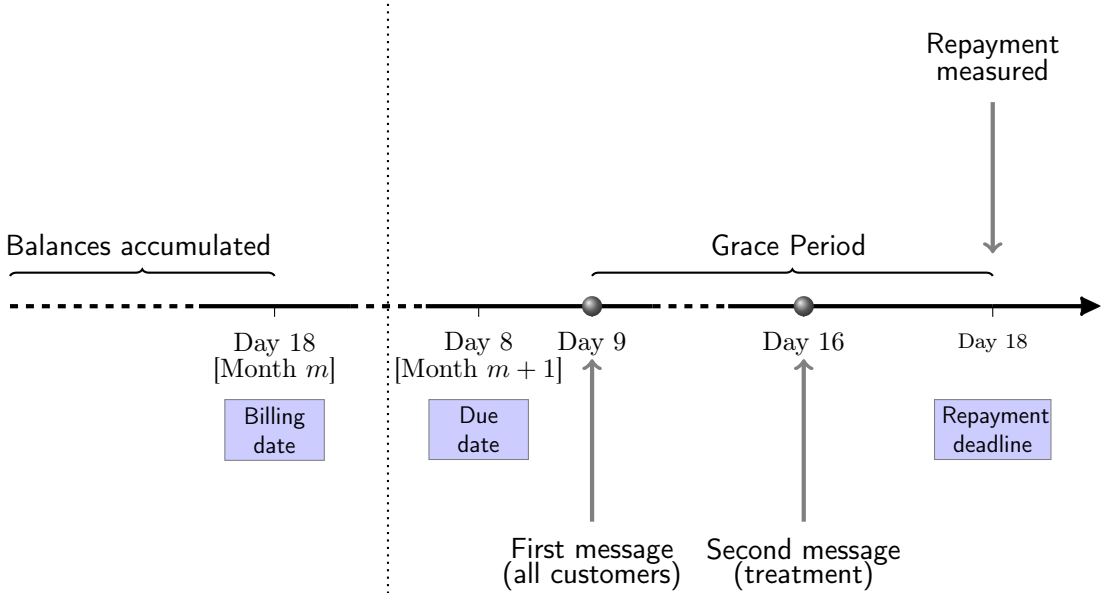 Repayment
measured
Balances accumulated
Grace Period
Day 18
[Month m]
Day 8
[Month m + 1]
Day 9
Day 16
Day 18
Billing
date
Due
date
Repayment
deadline
First message
(all customers)
Second message
(treatment)